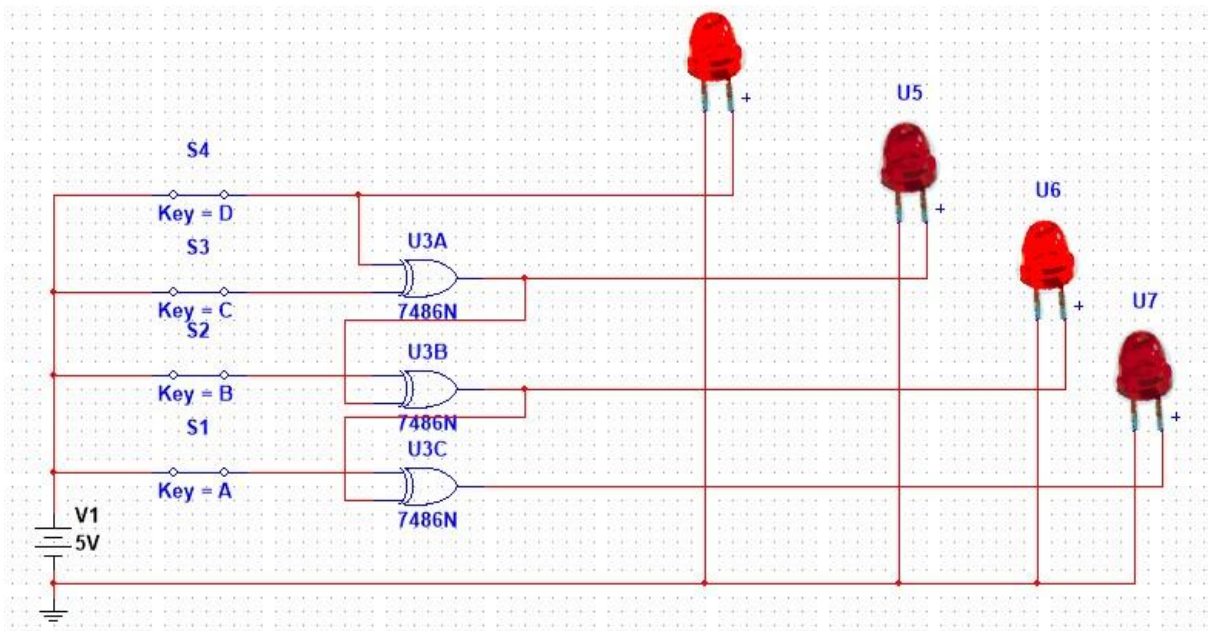 U5
S4
U6
Key = D
S3
U3A
U7
Key = C
7486N
S2
U3B
Key = B
7486N
S1
U3C
Key = A
V1
7486N
5V
+
+
+
+